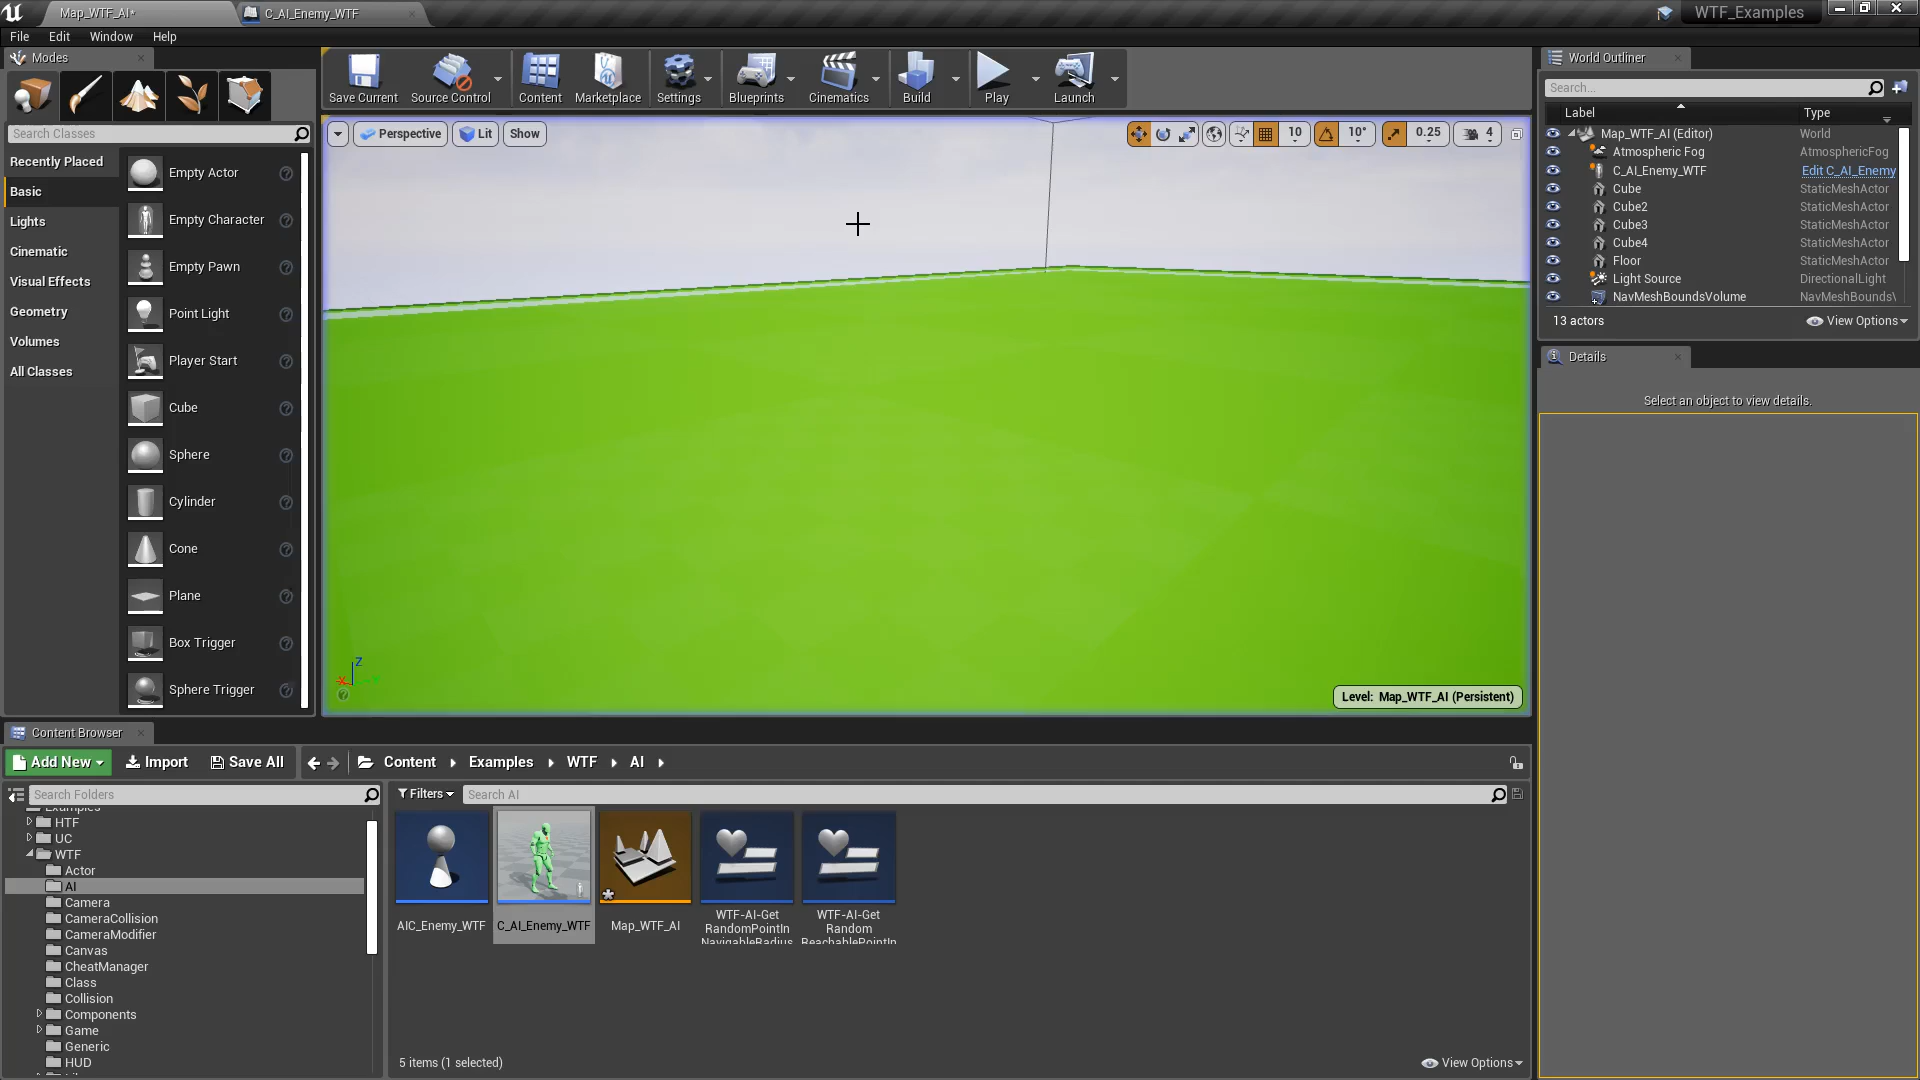 Map_WTF_AI*
C_AI_Enemy_WTF
WTF_Examples
File Edit Window Help
Modes
Search Classes
Recently Placed
Basic
Lights
Cinematic
Visual Effects
Geometry
Volumes
All Classes
Empty Actor
Empty Character
Empty Pawn
Point Light
Player Start
Cube
Sphere
Cylinder
Cone
Plane
Box Trigger
Sphere Trigger
Save Current
Source Control
Content
Marketplace
Settings
Blueprints
Cinematics
Build
Play
Launch
Perspective
Lit
Show
10
10°
0.25
4
Z
X
Level: Map_WTF_AI (Persistent)
World Outliner
Search...
Label Type
Map_WTF_AI (Editor) World
Atmospheric Fog AtmosphericFog
C_AI_Enemy_WTF Edit C_AI_Enemy
Cube StaticMeshActor
Cube2 StaticMeshActor
Cube3 StaticMeshActor
Cube4 StaticMeshActor
Floor StaticMeshActor
Light Source DirectionalLight
NavMeshBoundsVolume NavMeshBounds\
13 actors
View Options
Details
Select an object to view details.
Content Browser
Add New
Import
Save All
Content
Examples
WTF
AI
Search Folders
Examples
HTF
UC
WTF
Actor
AI
Camera
CameraCollision
CameraModifier
Canvas
CheatManager
Class
Collision
Components
Game
Generic
HUD
Filters
Search AI
AIC_Enemy_WTF
C_AI_Enemy_WTF
Map_WTF_AI
WTF-AI-Get
RandomPointIn
NavigableRadius
WTF-AI-Get
Random
ReachablePointIn
5 items (1 selected)
View Options